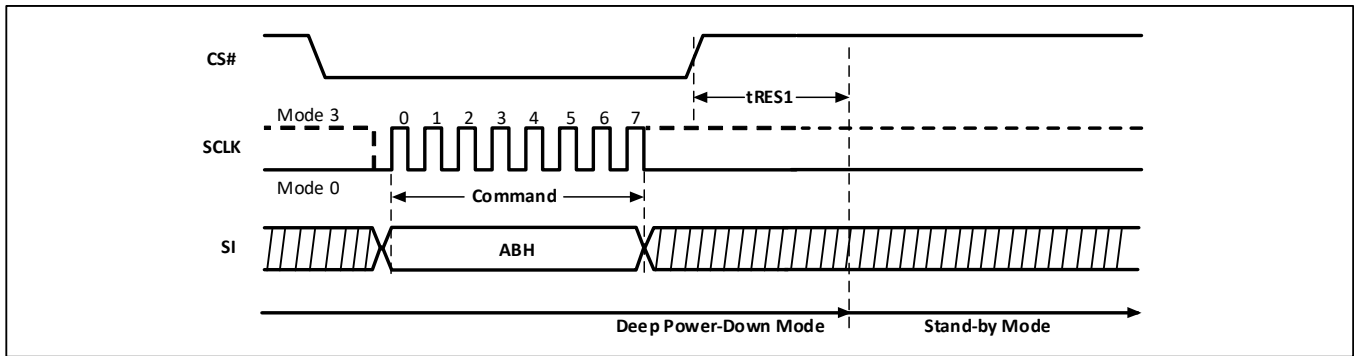 CS#
tRES1
Mode 3
0 1 2 3 4 5 6 7
SCLK
Mode 0
Command
SI
ABH
Deep Power-Down Mode
Stand-by Mode